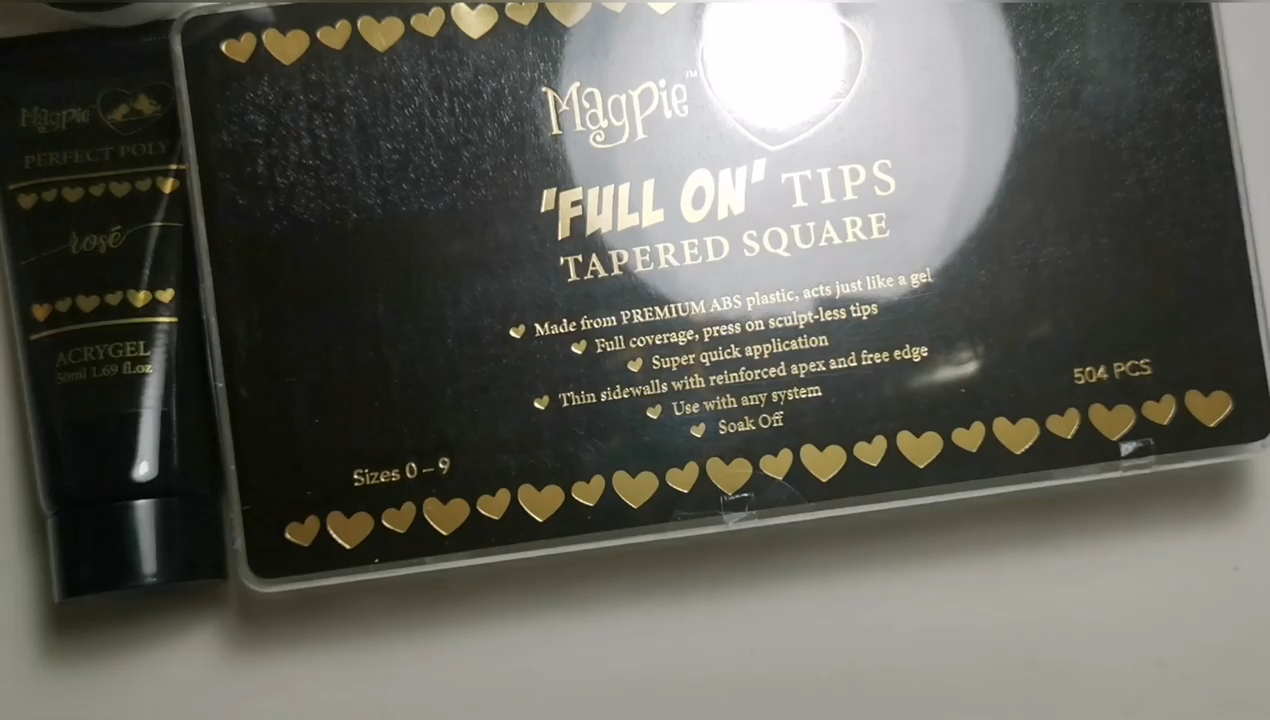 Magpie
PERFECT POLY
rosé
ACRYGEL
50ml 1.69 fl.oz
Magpie™
'FULL ON' TIPS
TAPERED SQUARE
Made from PREMIUM ABS plastic, acts just like a gel
Full coverage, press on sculpt-less tips
Super quick application
Thin sidewalls with reinforced apex and free edge
Use with any system
Soak Off
504 PCS
Sizes 0 – 9